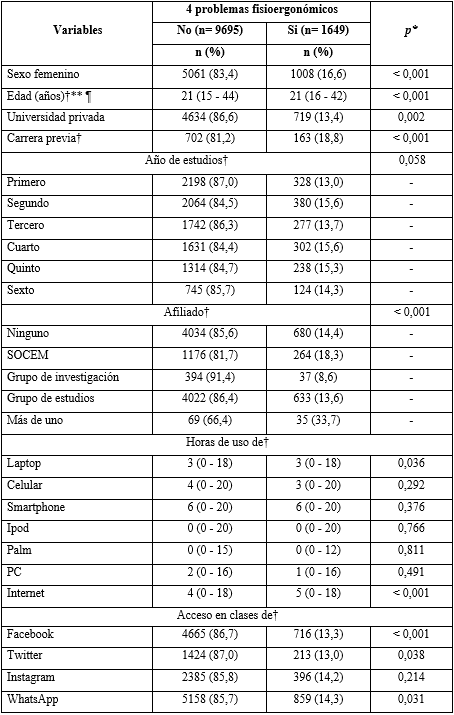 Variables
4 problemas fisioergonómicos
p*
No (n= 9695) Si (n= 1649)
n (%) n (%)
Sexo femenino 5061 (83,4) 1008 (16,6) < 0,001
Edad (años)†** ¶ 21 (15 - 44) 21 (16 - 42) < 0,001
Universidad privada 4634 (86,6) 719 (13,4) 0,002
Carrera previa† 702 (81,2) 163 (18,8) < 0,001
Año de estudios† 0,058
Primero 2198 (87,0) 328 (13,0) -
Segundo 2064 (84,5) 380 (15,6) -
Tercero 1742 (86,3) 277 (13,7) -
Cuarto 1631 (84,4) 302 (15,6) -
Quinto 1314 (84,7) 238 (15,3) -
Sexto 745 (85,7) 124 (14,3) -
Afiliado† < 0,001
Ninguno 4034 (85,6) 680 (14,4) -
SOCEM 1176 (81,7) 264 (18,3) -
Grupo de investigación 394 (91,4) 37 (8,6) -
Grupo de estudios 4022 (86,4) 633 (13,6) -
Más de uno 69 (66,4) 35 (33,7) -
Horas de uso de†
Laptop 3 (0 - 18) 3 (0 - 18) 0,036
Celular 4 (0 - 20) 3 (0 - 20) 0,292
Smartphone 6 (0 - 20) 6 (0 - 20) 0,376
Ipod 0 (0 - 20) 0 (0 - 20) 0,766
Palm 0 (0 - 15) 0 (0 - 12) 0,811
PC 2 (0 - 16) 1 (0 - 16) 0,491
Internet 4 (0 - 18) 5 (0 - 18) < 0,001
Acceso en clases de†
Facebook 4665 (86,7) 716 (13,3) < 0,001
Twitter 1424 (87,0) 213 (13,0) 0,038
Instagram 2385 (85,8) 396 (14,2) 0,214
WhatsApp 5158 (85,7) 859 (14,3) 0,031